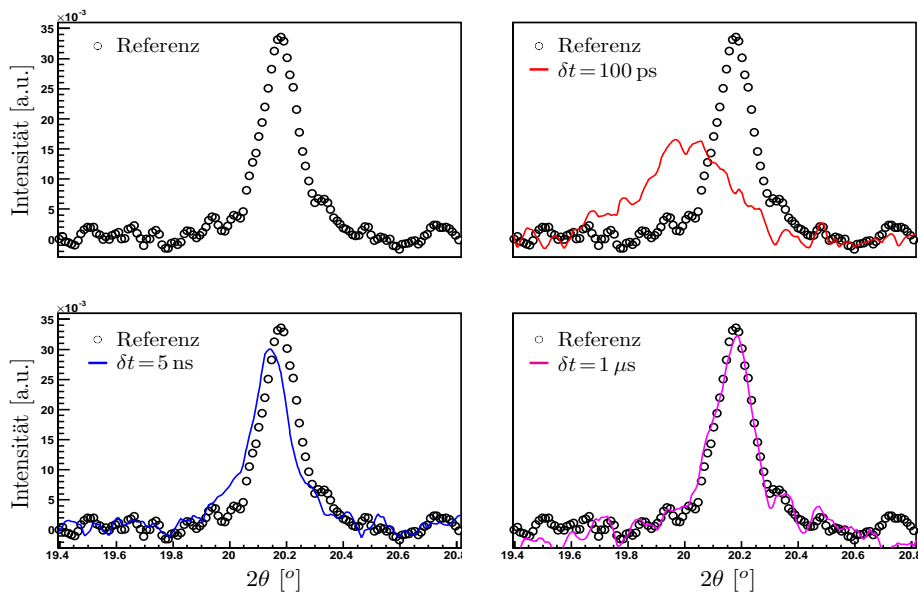 ×10⁻³
35
30
25
20
15
10
5
0
Intensität [a.u.]
Referenz
Referenz
δt=100 ps
×10⁻³
35
30
25
20
15
10
5
0
Intensität [a.u.]
Referenz
δt=5 ns
19.4 19.6 19.8 20 20.2 20.4 20.6 20.8
2θ [°]
Referenz
δt=1 μs
19.4 19.6 19.8 20 20.2 20.4 20.6 20.8
2θ [°]